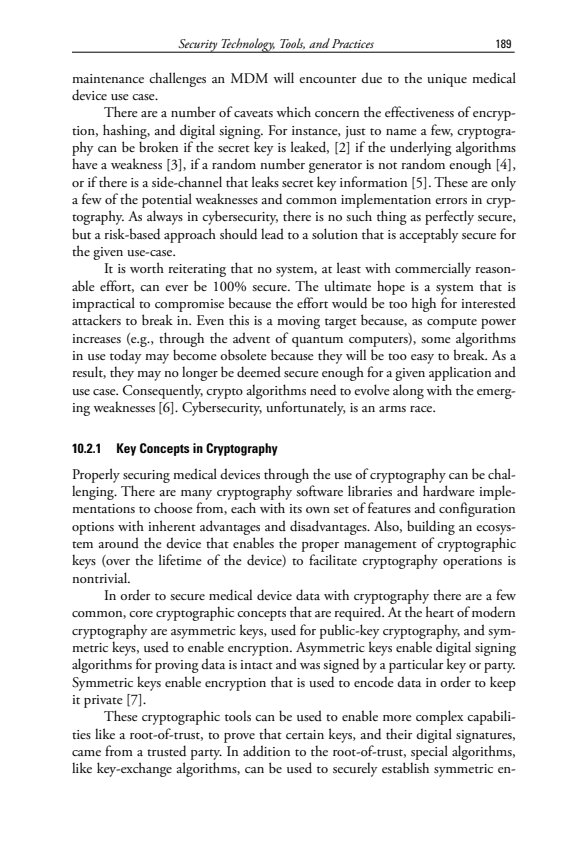 Security Technology, Tools, and Practices 189
maintenance challenges an MDM will encounter due to the unique medical
device use case.
There are a number of caveats which concern the effectiveness of encryp-
tion, hashing, and digital signing. For instance, just to name a few, cryptogra-
phy can be broken if the secret key is leaked, [2] if the underlying algorithms
have a weakness [3], if a random number generator is not random enough [4],
or if there is a side-channel that leaks secret key information [5]. These are only
a few of the potential weaknesses and common implementation errors in cryp-
tography. As always in cybersecurity, there is no such thing as perfectly secure,
but a risk-based approach should lead to a solution that is acceptably secure for
the given use-case.
It is worth reiterating that no system, at least with commercially reason-
able effort, can ever be 100% secure. The ultimate hope is a system that is
impractical to compromise because the effort would be too high for interested
attackers to break in. Even this is a moving target because, as compute power
increases (e.g., through the advent of quantum computers), some algorithms
in use today may become obsolete because they will be too easy to break. As a
result, they may no longer be deemed secure enough for a given application and
use case. Consequently, crypto algorithms need to evolve along with the emerg-
ing weaknesses [6]. Cybersecurity, unfortunately, is an arms race.
10.2.1 Key Concepts in Cryptography
Properly securing medical devices through the use of cryptography can be chal-
lenging. There are many cryptography software libraries and hardware imple-
mentations to choose from, each with its own set of features and configuration
options with inherent advantages and disadvantages. Also, building an ecosys-
tem around the device that enables the proper management of cryptographic
keys (over the lifetime of the device) to facilitate cryptography operations is
nontrivial.
In order to secure medical device data with cryptography there are a few
common, core cryptographic concepts that are required. At the heart of modern
cryptography are asymmetric keys, used for public-key cryptography, and sym-
metric keys, used to enable encryption. Asymmetric keys enable digital signing
algorithms for proving data is intact and was signed by a particular key or party.
Symmetric keys enable encryption that is used to encode data in order to keep
it private [7].
These cryptographic tools can be used to enable more complex capabili-
ties like a root-of-trust, to prove that certain keys, and their digital signatures,
came from a trusted party. In addition to the root-of-trust, special algorithms,
like key-exchange algorithms, can be used to securely establish symmetric en-